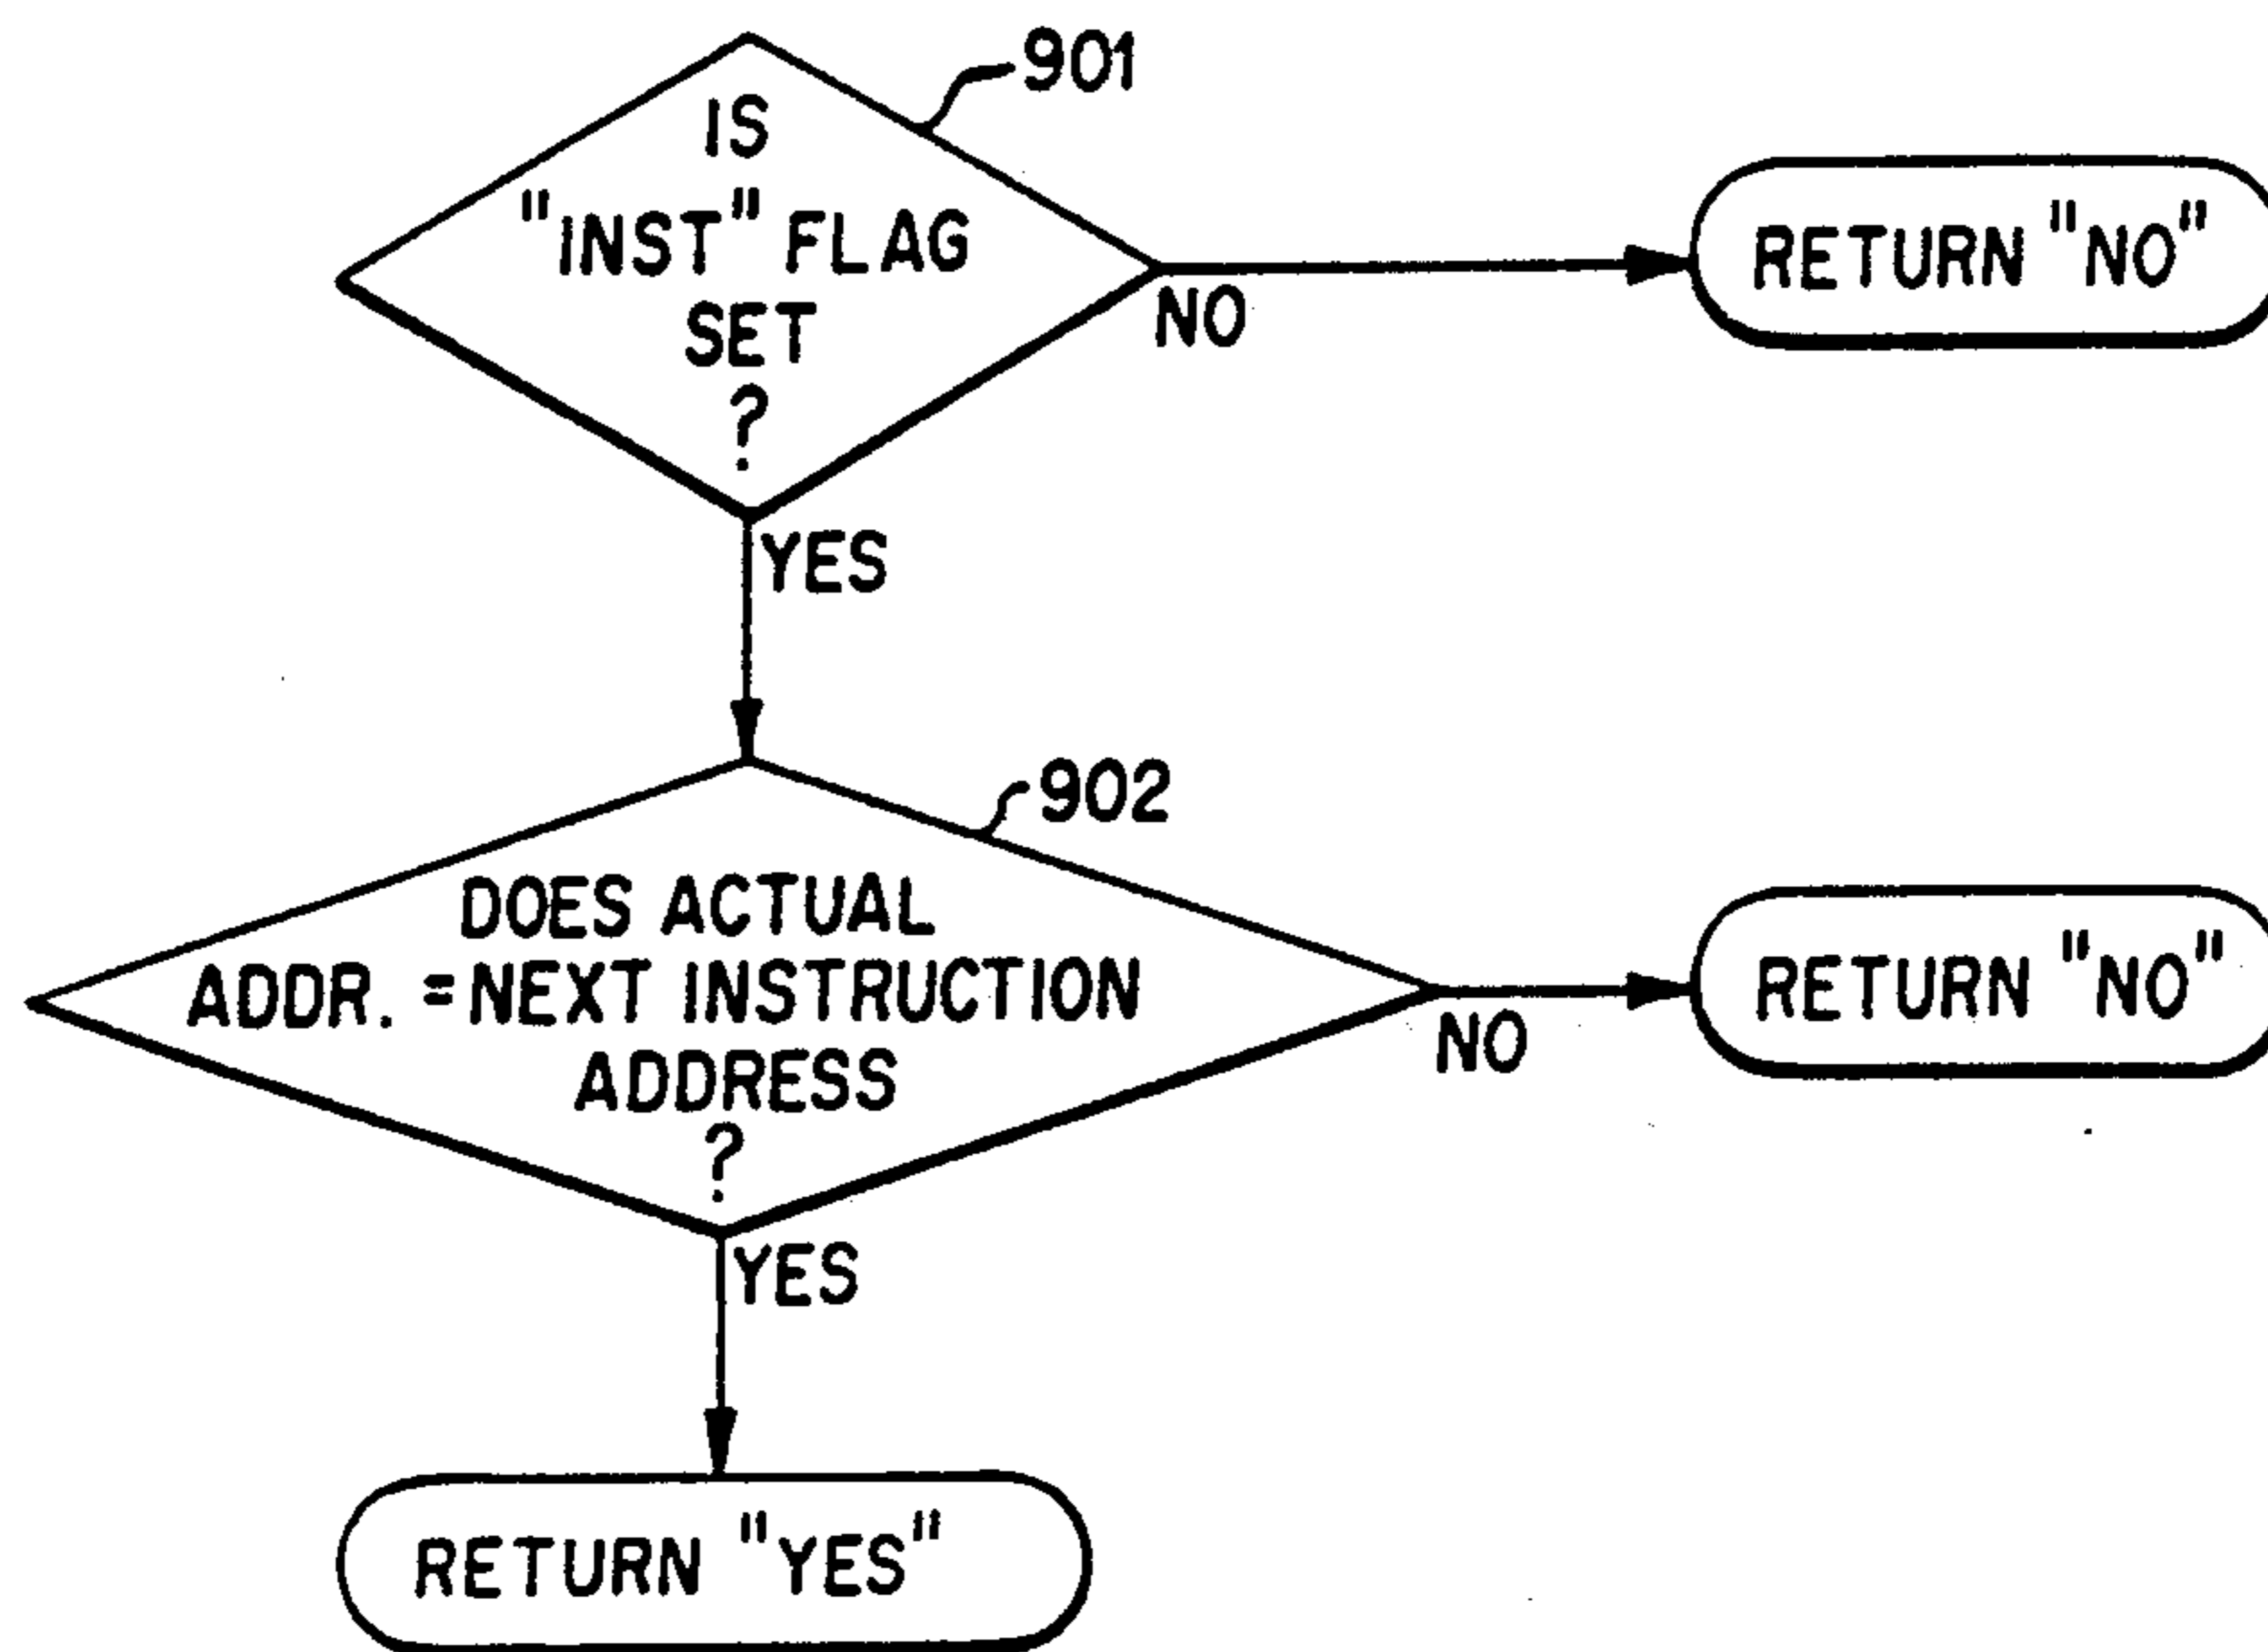 901
IS
"INST" FLAG
SET
?
NO
RETURN "NO"
YES
902
DOES ACTUAL
ADDR. =NEXT INSTRUCTION
ADDRESS
?
NO
RETURN "NO"
YES
RETURN "YES"